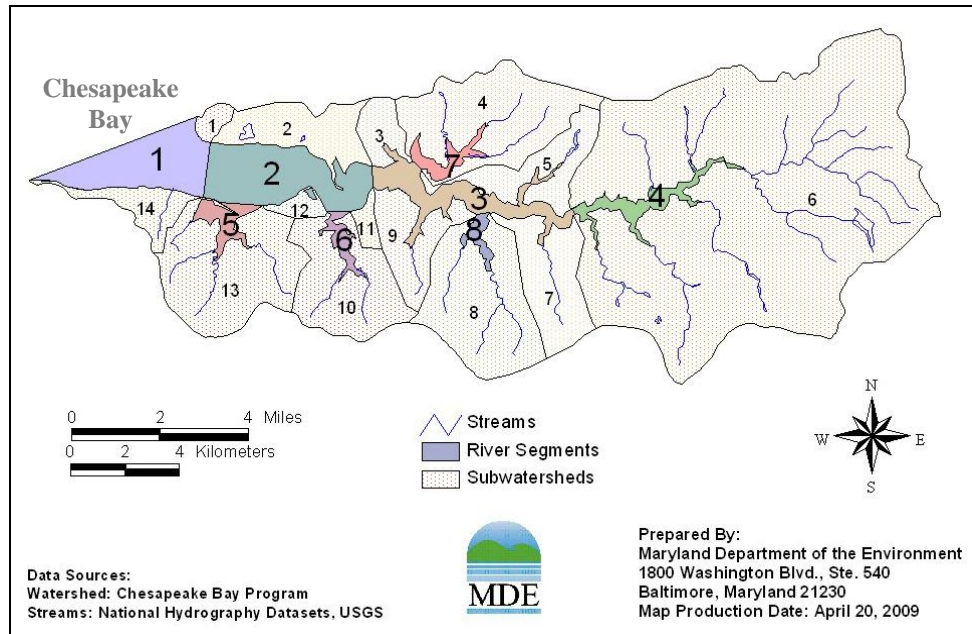 Chesapeake
Bay
1
1
2
2
3
4
7
5
3
4
6
14
5
12
6
11
9
8
13
10
8
7
0 2 4 Miles
0 2 4 Kilometers
Streams
River Segments
Subwatersheds
N
W E
S
MDE
Data Sources:
Watershed: Chesapeake Bay Program
Streams: National Hydrography Datasets, USGS
Prepared By:
Maryland Department of the Environment
1800 Washington Blvd., Ste. 540
Baltimore, Maryland 21230
Map Production Date: April 20, 2009